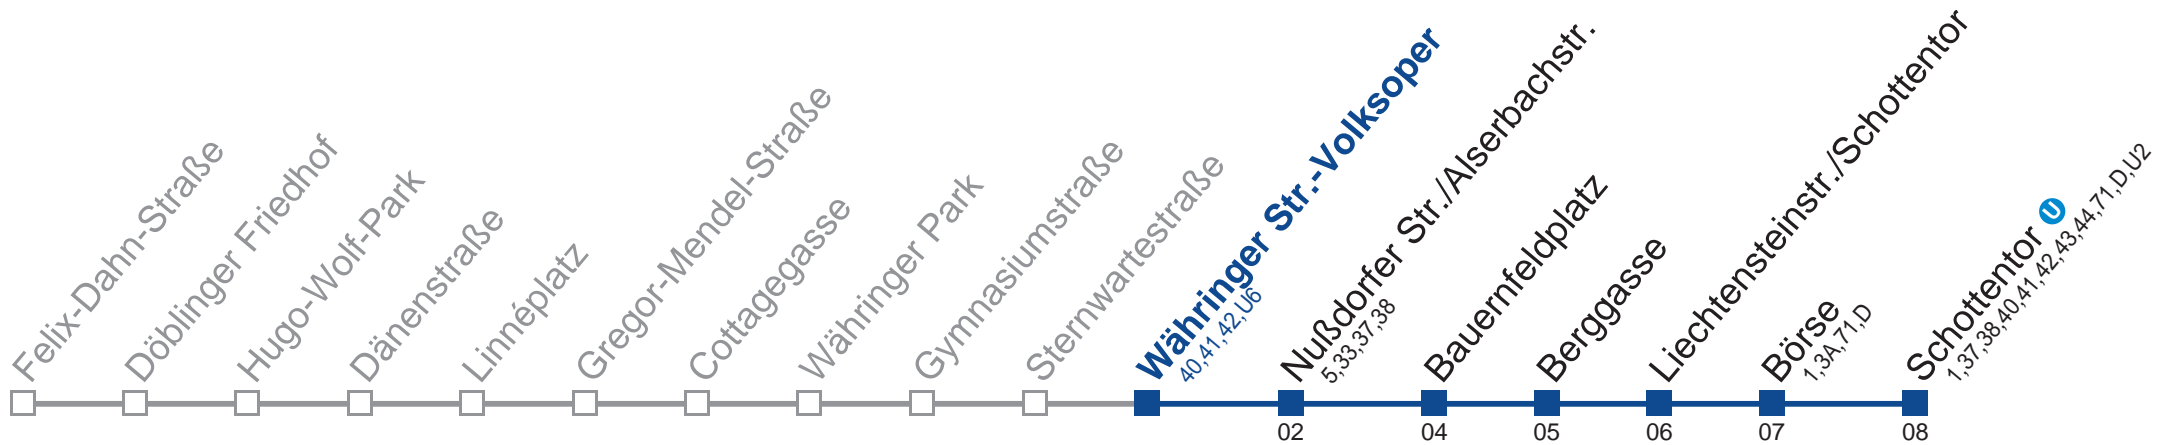 Felix-Dahn-Straße
Döblinger Friedhof
Hugo-Wolf-Park
Dänenstraße
Linnéplatz
Gregor-Mendel-Straße
Cottagegasse
Währinger Park
Gymnasiumstraße
Sternwartestraße
Währinger Str.-Volksoper
40,41,42,U6
Nußdorfer Str./Alserbachstr.
5,33,37,38
Bauernfeldplatz
Berggasse
Liechtensteinstr./Schottentor
Börse
1,3A,71,D
Schottentor U
1,37,38,40,41,42,43,44,71,D,U2
02 04 05 06 07 08